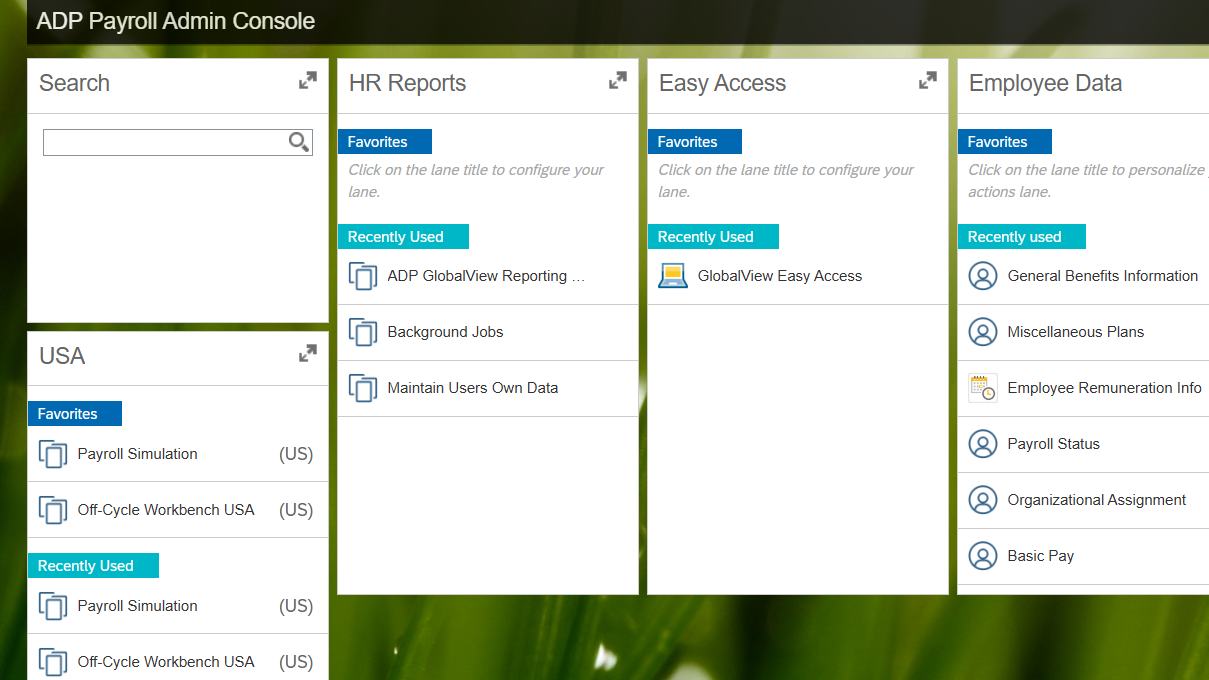 ADP Payroll Admin Console
Search
USA
Favorites
Payroll Simulation (US)
Off-Cycle Workbench USA (US)
Recently Used
Payroll Simulation (US)
Off-Cycle Workbench USA (US)
HR Reports
Favorites
Click on the lane title to configure your
lane.
Recently Used
ADP GlobalView Reporting ...
Background Jobs
Maintain Users Own Data
Easy Access
Favorites
Click on the lane title to configure your
lane.
Recently Used
GlobalView Easy Access
Employee Data
Favorites
Click on the lane title to personalize
actions lane.
Recently used
General Benefits Information
Miscellaneous Plans
Employee Remuneration Info
Payroll Status
Organizational Assignment
Basic Pay